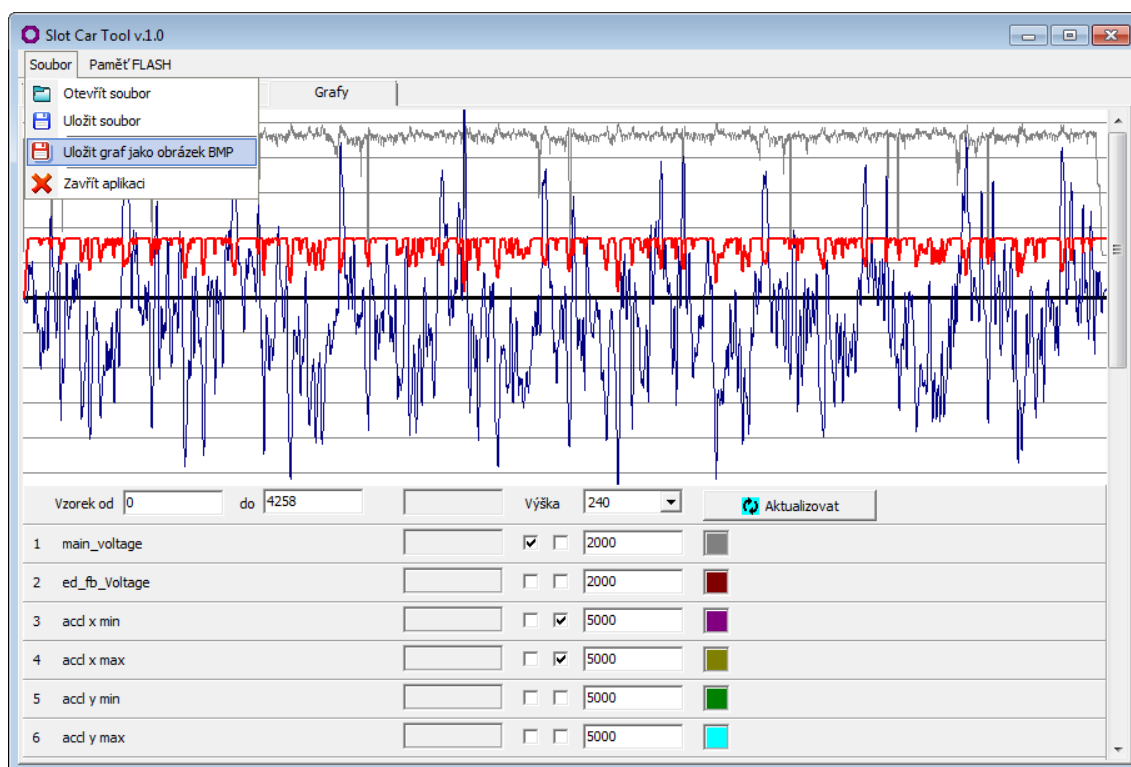 Slot Car Tool v.1.0
Soubor Paměť FLASH
Otevřít soubor
Grafy
Uložit soubor
Uložit graf jako obrázek BMP
Zavřít aplikaci
Vzorek od 0 do 4258 Výška 240 Aktualizovat
1 main_voltage 2000
2 ed_fb_Voltage 2000
3 accl x min 5000
4 accl x max 5000
5 accl y min 5000
6 accl y max 5000